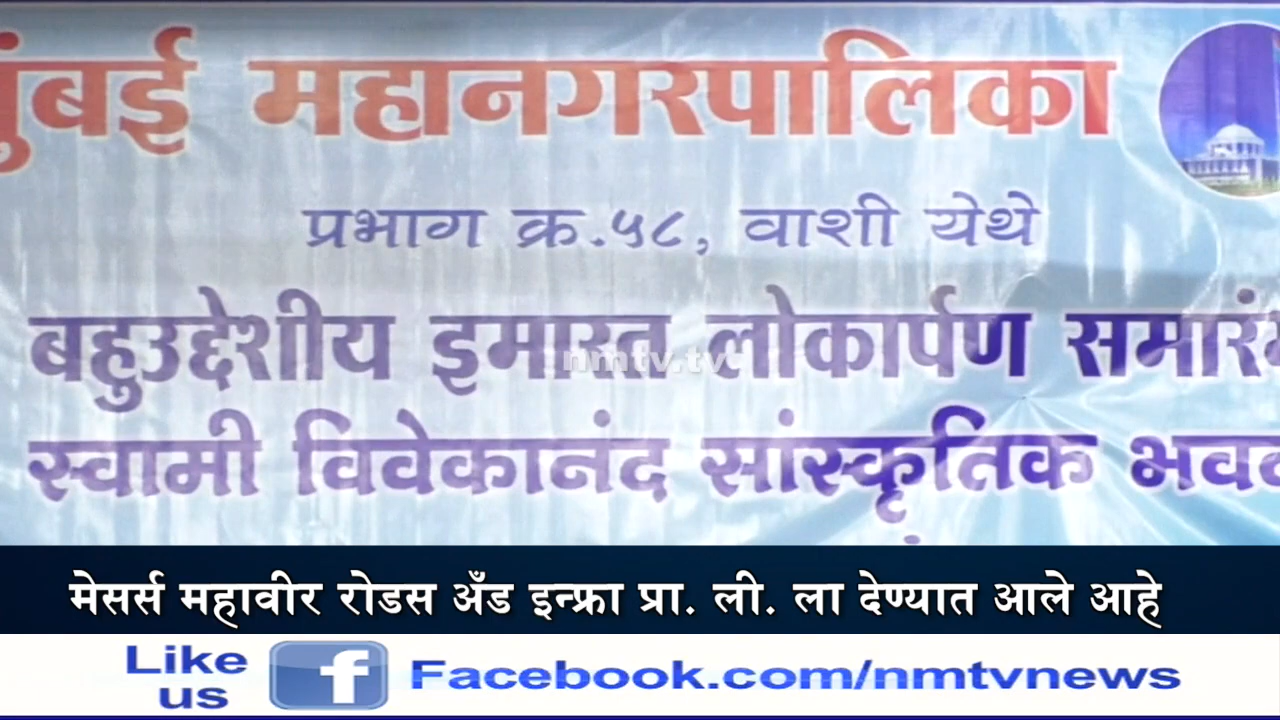 मुंबई महानगरपालिका
प्रभाग क्र.५८, वाशी येथे
बहुउद्देशीय इमारत लोकार्पण समारंभ
nmtv.tv
स्वामी विवेकानंद सांस्कृतिक भवन
मेसर्स महावीर रोडस अँड इन्फ्रा प्रा. ली. ला देण्यात आले आहे
Like us f Facebook.com/nmtvnews